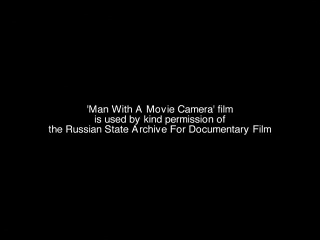 'Man With A Movie Camera' film
is used by kind permission of
the Russian State Archive For Documentary Film